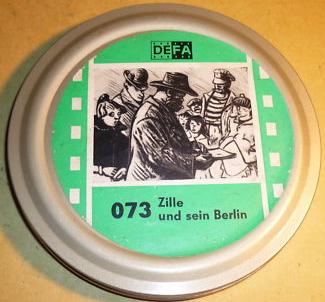 DEFA
073 Zille
und sein Berlin